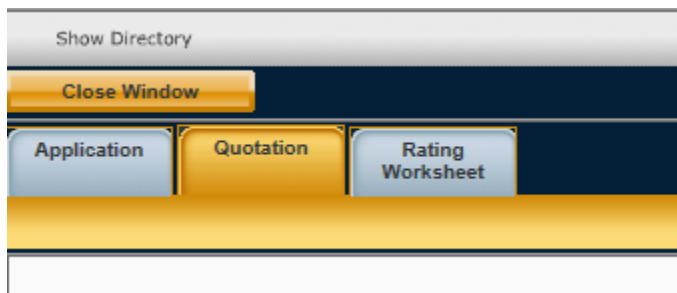 Show Directory
Close Window
Application
Quotation
Rating
Worksheet